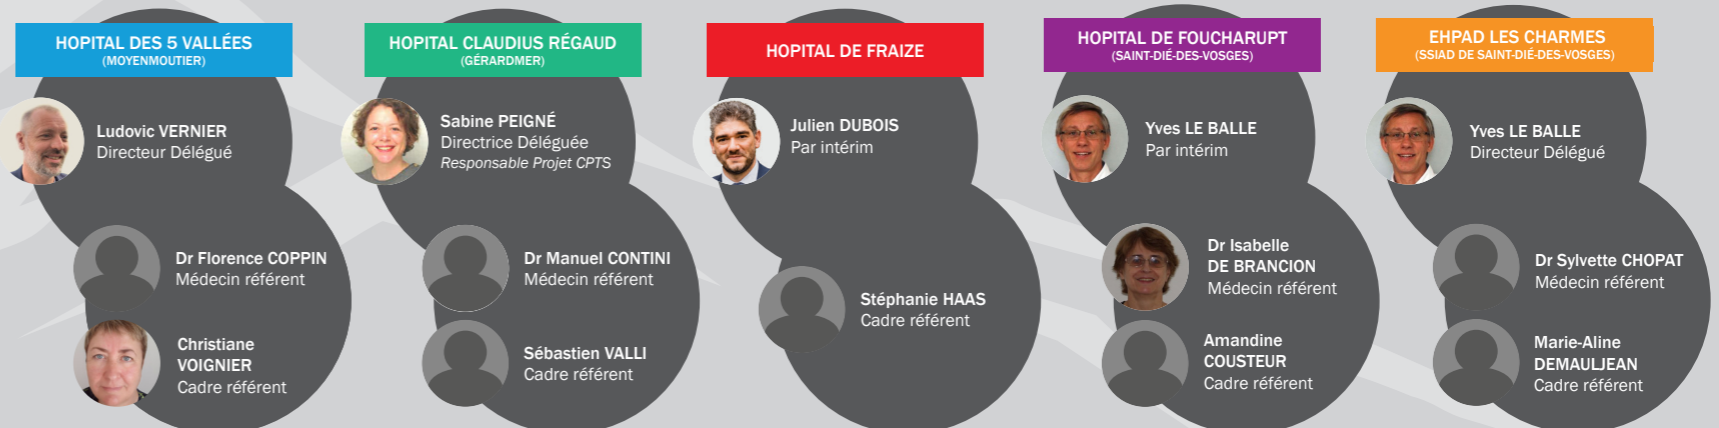 HOPITAL DES 5 VALLÉES
(MOYENMOUTIER)
Ludovic VERNIER
Directeur Délégué
Dr Florence COPPIN
Médecin référent
Christiane
VOIGNIER
Cadre référent
HOPITAL CLAUDIUS RÉGAUD
(GÉRARDMER)
Sabine PEIGNÉ
Directrice Déléguée
Responsable Projet CPTS
Dr Manuel CONTINI
Médecin référent
Sébastien VALLI
Cadre référent
HOPITAL DE FRAIZE
Julien DUBOIS
Par intérim
Stéphanie HAAS
Cadre référent
HOPITAL DE FOUCHARUPT
(SAINT-DIÉ-DES-VOSGES)
Yves LE BALLE
Par intérim
Dr Isabelle
DE BRANCION
Médecin référent
Amandine
COUSTEUR
Cadre référent
EHPAD LES CHARMES
(SSIAD DE SAINT-DIÉ-DES-VOSGES)
Yves LE BALLE
Directeur Délégué
Dr Sylvette CHOPAT
Médecin référent
Marie-Aline
DEMAULJEAN
Cadre référent